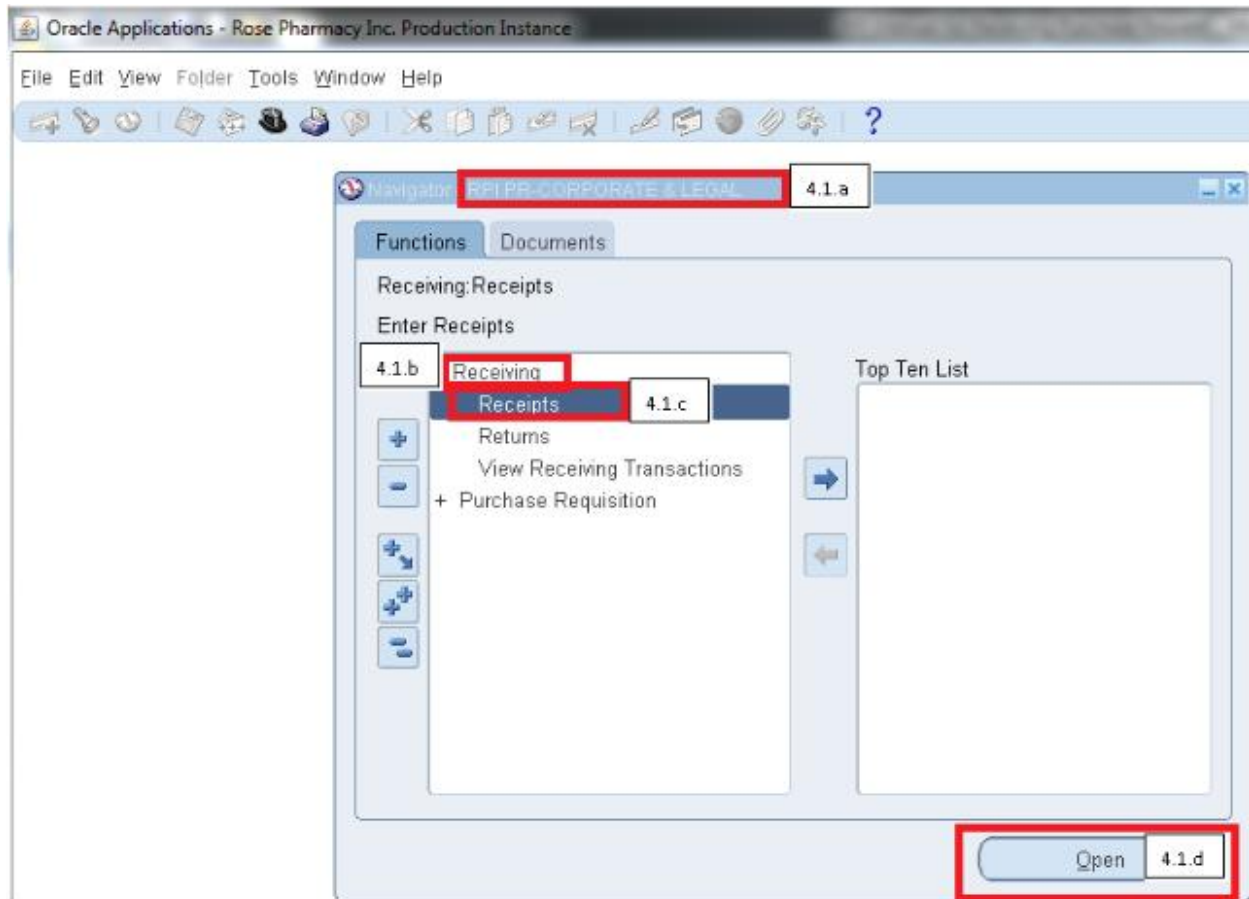 Oracle Applications - Rose Pharmacy Inc. Production Instance
File Edit View Folder Tools Window Help
Navigator RPI PR-CORPORATE & LEGAL 4.1.a
Functions Documents
Receiving:Receipts
Enter Receipts
4.1.b Receiving
Top Ten List
Receipts 4.1.c
Returns
View Receiving Transactions
+ Purchase Requisition
Open 4.1.d